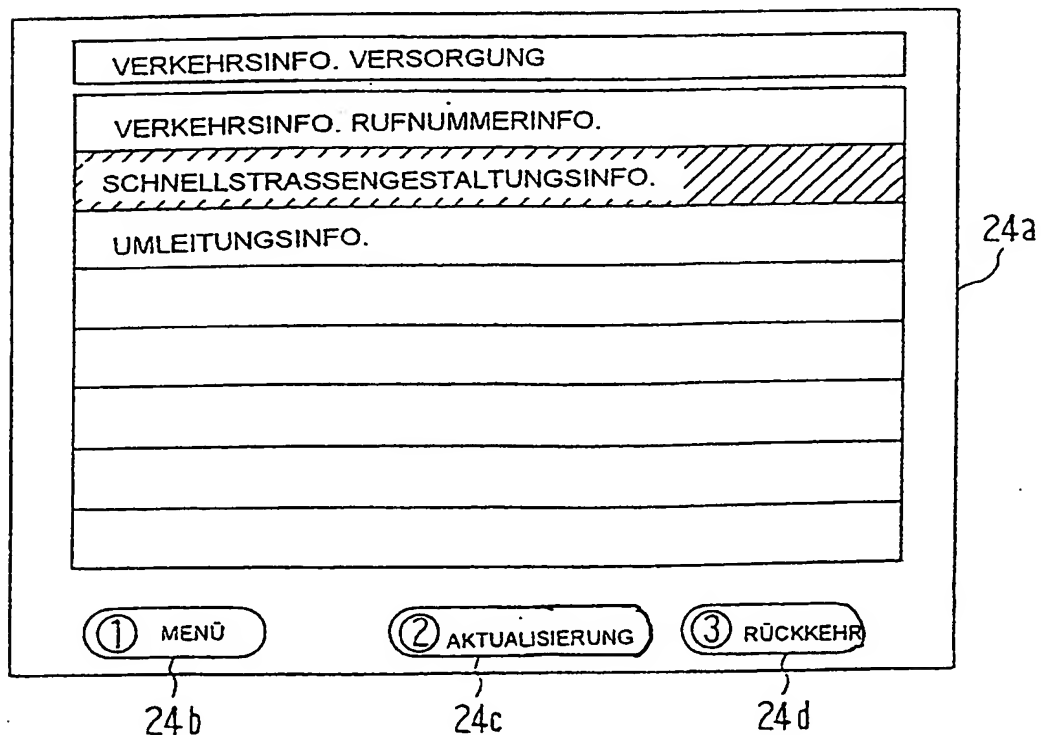 VERKEHRSINFO. VERSORGUNG
VERKEHRSINFO. RUFNUMMERINFO.
SCHNELLSTRASSENGESTALTUNGSINFO.
UMLEITUNGSINFO.
24a
1 MENÜ 2 AKTUALISIERUNG 3 RÜCKKEHR
24b 24c 24d